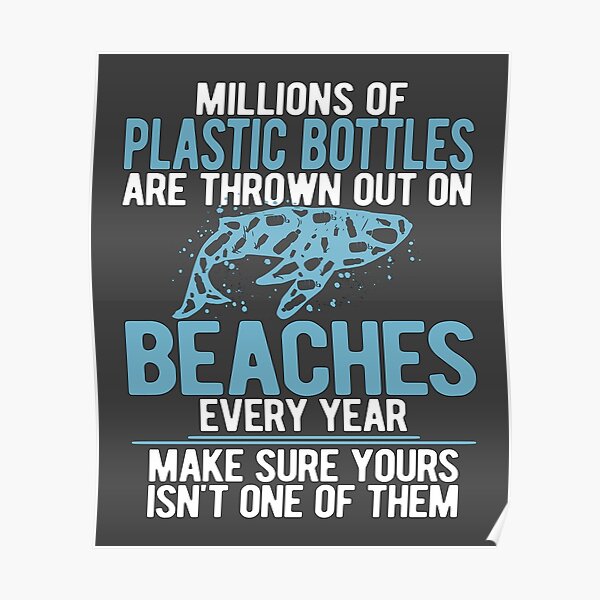 MILLIONS OF
PLASTIC BOTTLES
ARE THROWN OUT ON
BEACHES
EVERY YEAR
MAKE SURE YOURS
ISN'T ONE OF THEM